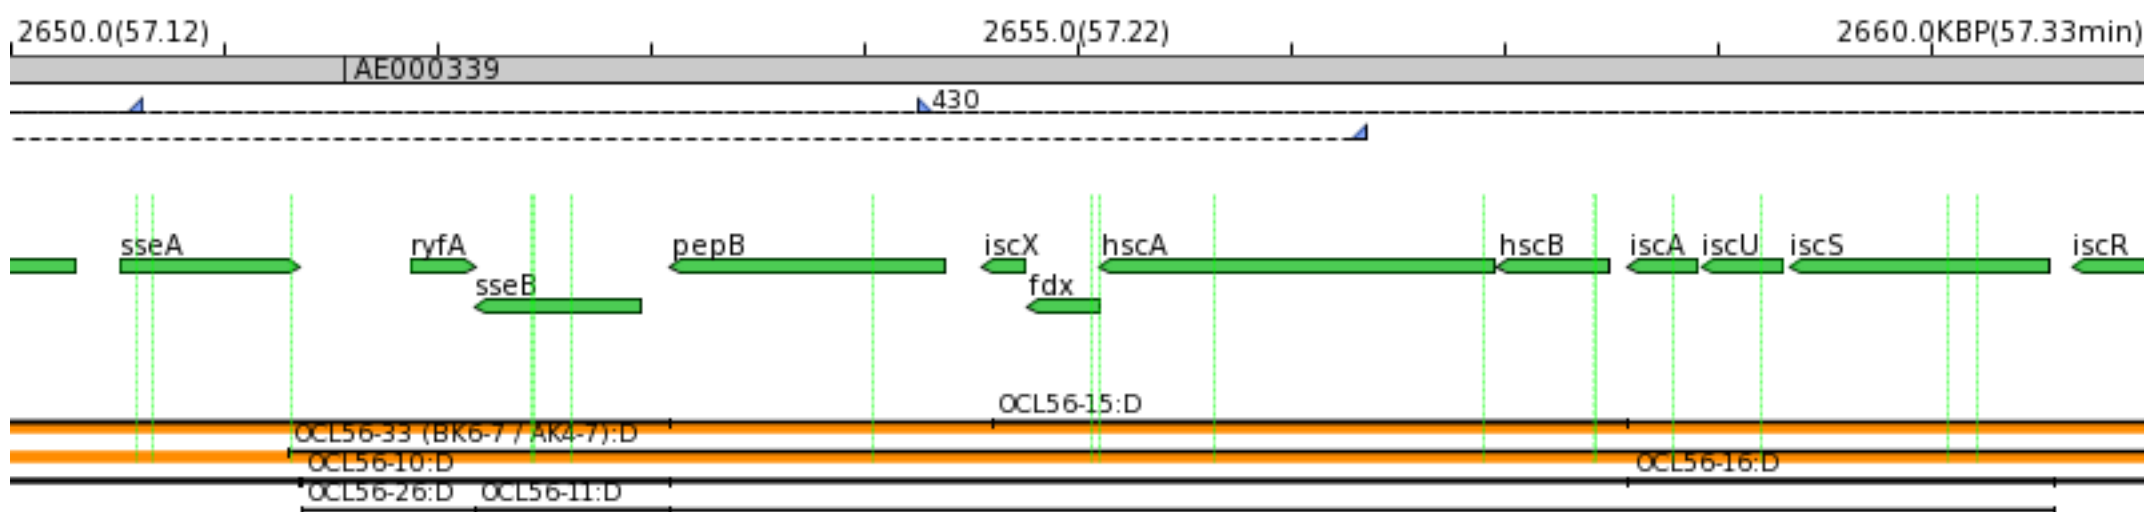 2650.0(57.12) 2655.0(57.22) 2660.0KBP(57.33min)
AE000339
430
sseA ryfA pepB iscX hscA hscB iscA iscU iscS iscR
sseB fdx
OCL56-15:D
OCL56-33 (BK6-7 / AK4-7):D
OCL56-10:D OCL56-16:D
OCL56-26:D OCL56-11:D